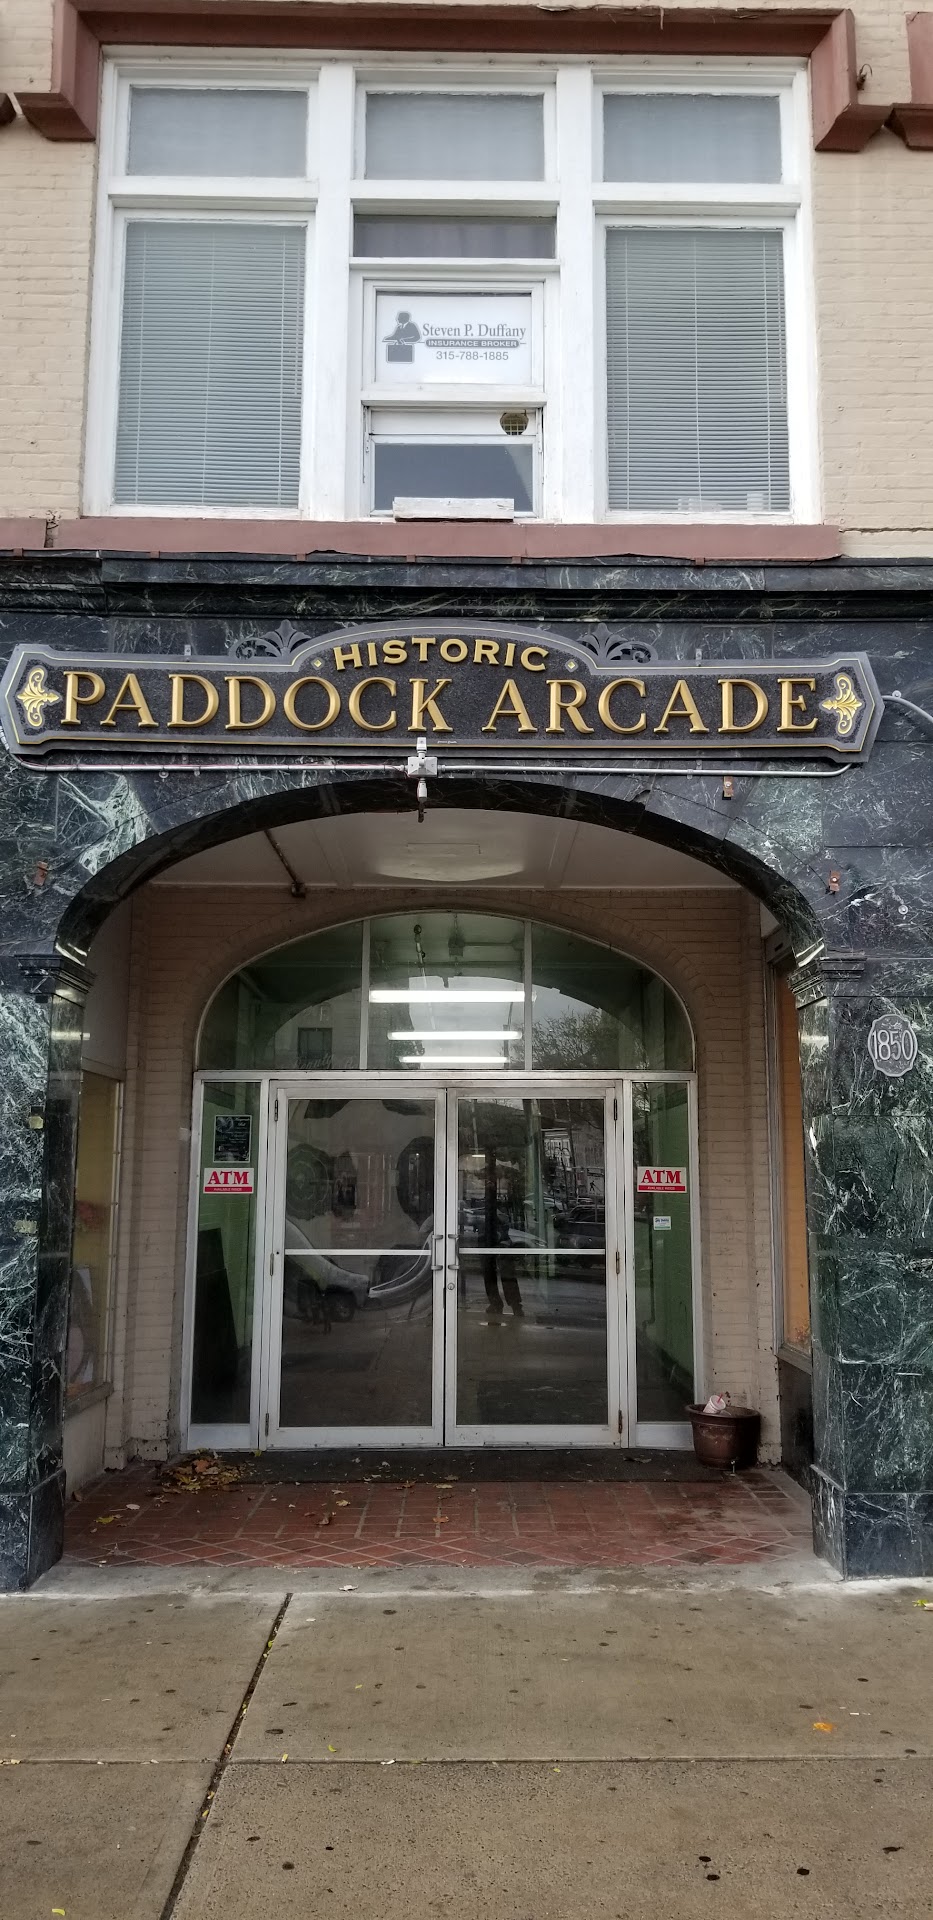 Steven P. Duffany
INSURANCE BROKER
315-788-1885
HISTORIC
PADDOCK ARCADE
1850
ATM
ATM